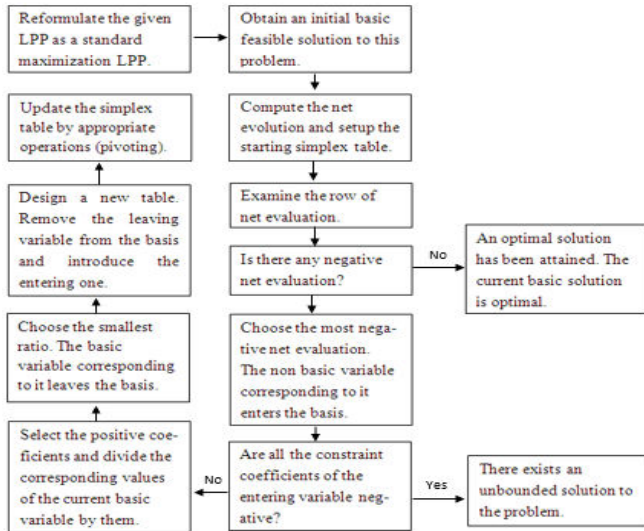 Reformulate the given
LPP as a standard
maximization LPP.
Obtain an initial basic
feasible solution to this
problem.
Compute the net
evolution and setup the
starting simplex table.
Examine the row of
net evaluation.
Is there any negative
net evaluation?
No
An optimal solution
has been attained. The
current basic solution
is optimal.
Choose the most nega-
tive net evaluation.
The non basic variable
corresponding to it
enters the basis.
Are all the constraint
coefficients of the
entering variable neg-
ative?
Yes
There exists an
unbounded solution to
the problem.
No
Select the positive coe-
fficients and divide the
corresponding values
of the current basic
variable by them.
Choose the smallest
ratio. The basic
variable corresponding
to it leaves the basis.
Design a new table.
Remove the leaving
variable from the basis
and introduce the
entering one.
Update the simplex
table by appropriate
operations (pivoting).